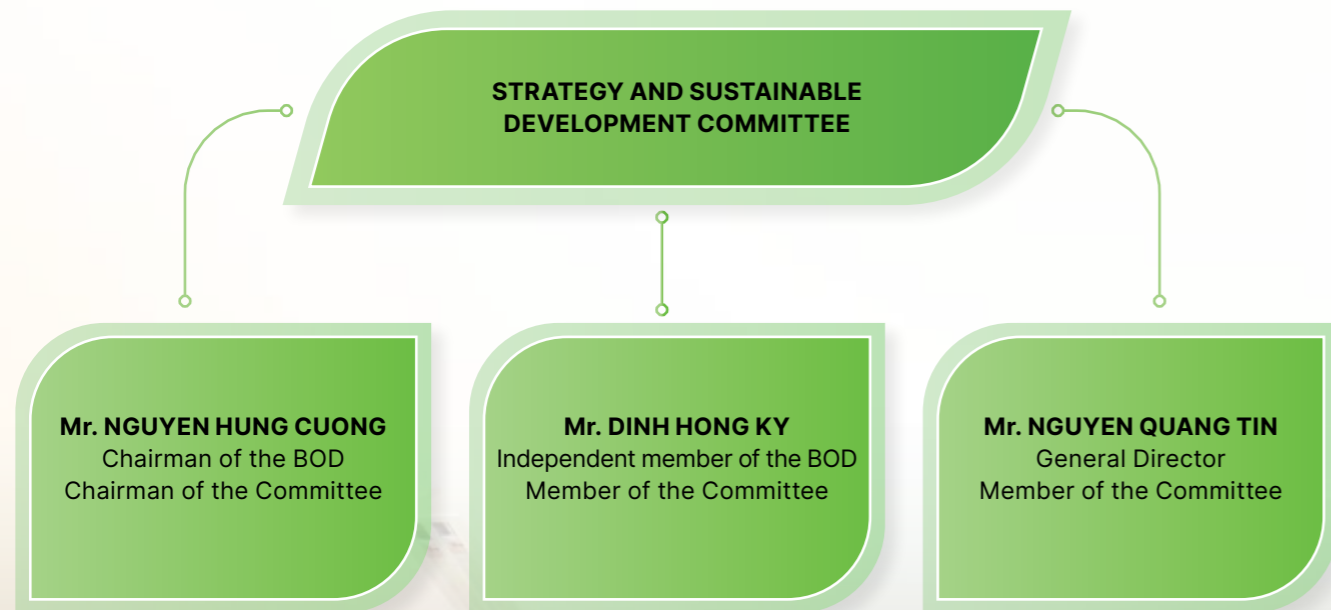 STRATEGY AND SUSTAINABLE
DEVELOPMENT COMMITTEE
Mr. NGUYEN HUNG CUONG
Chairman of the BOD
Chairman of the Committee
Mr. DINH HONG KY
Independent member of the BOD
Member of the Committee
Mr. NGUYEN QUANG TIN
General Director
Member of the Committee